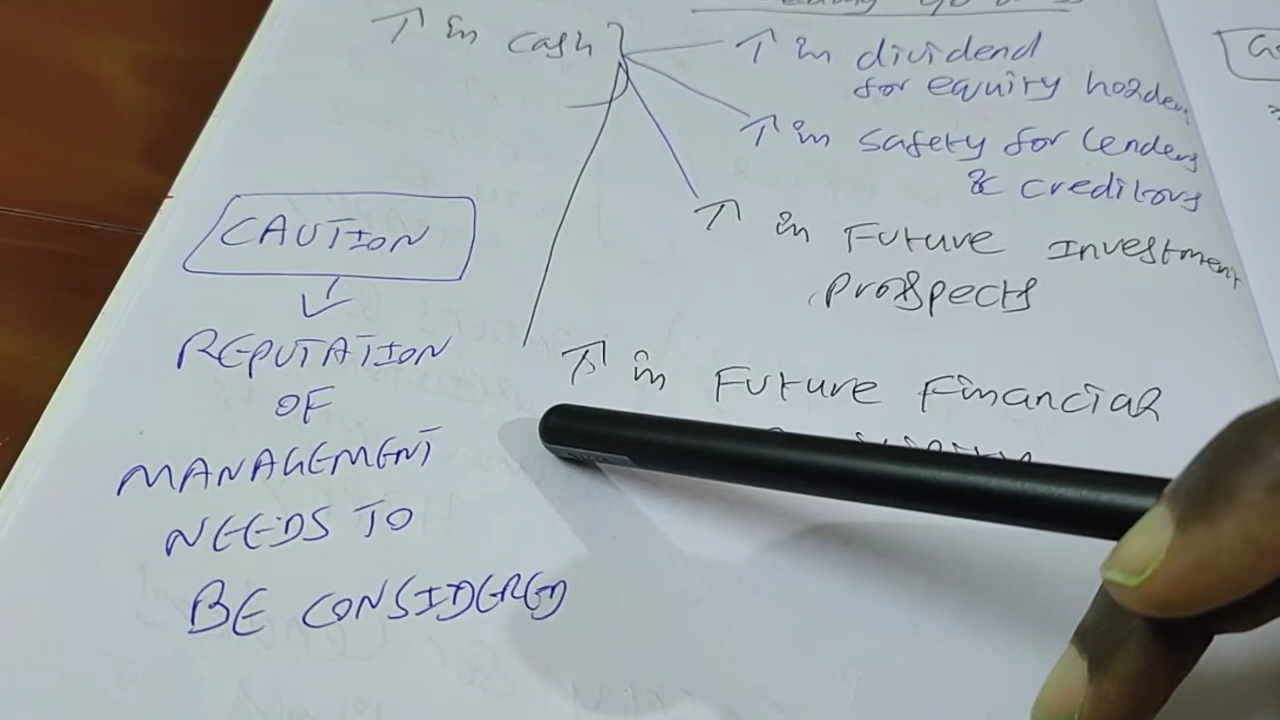 ↑ in cash
↑ in dividend
for equity holders
↑ in safety for lenders
& creditors
↑ in Future Investment
prospects
↑ in Future Financial
CAUTION
REPUTATION
OF
MANAGEMENT
NEEDS TO
BE CONSIDERED